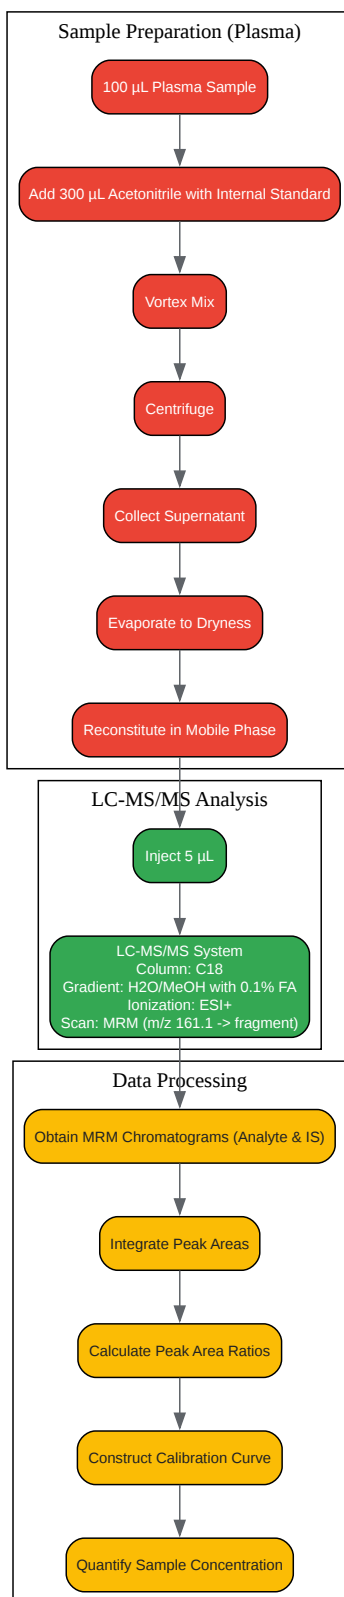 Sample Preparation (Plasma)
100 µL Plasma Sample
Add 300 µL Acetonitrile with Internal Standard
Vortex Mix
Centrifuge
Collect Supernatant
Evaporate to Dryness
Reconstitute in Mobile Phase
LC-MS/MS Analysis
Inject 5 µL
LC-MS/MS System
Column: C18
Gradient: H2O/MeOH with 0.1% FA
Ionization: ESI+
Scan: MRM (m/z 161.1 -> fragment)
Data Processing
Obtain MRM Chromatograms (Analyte & IS)
Integrate Peak Areas
Calculate Peak Area Ratios
Construct Calibration Curve
Quantify Sample Concentration